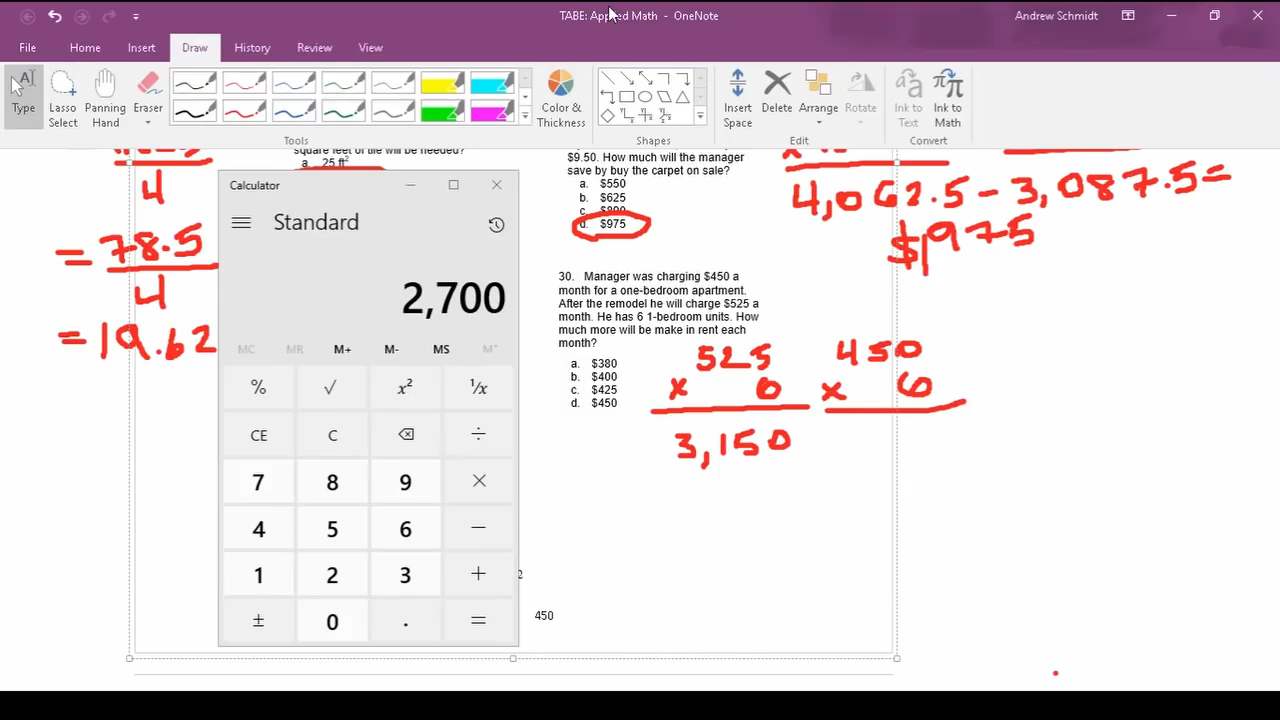 TABE: Applied Math - OneNote
Andrew Schmidt
File Home Insert Draw History Review View
Type
Lasso Select
Panning Hand
Eraser
Color & Thickness
Insert Space
Delete
Arrange
Rotate
Ink to Text
Ink to Math
Tools
Shapes
Edit
Convert
square feet of tile will be needed?
a. 25 ft²
4
= 78.5
4
= 19.62
Calculator
Standard
2,700
MC MR M+ M- MS
% √ x² ¹/x
CE C ÷
7 8 9 ×
4 5 6 −
1 2 3 +
± 0 . =
$9.50. How much will the manager
save by buy the carpet on sale?
a. $550
b. $625
d. $975
4,062.5 - 3,087.5 =
$975
30. Manager was charging $450 a
month for a one-bedroom apartment.
After the remodel he will charge $525 a
month. He has 6 1-bedroom units. How
much more will be make in rent each
month?
a. $380
b. $400
c. $425
d. $450
525
x 6
3,150
450
x 6
2
450